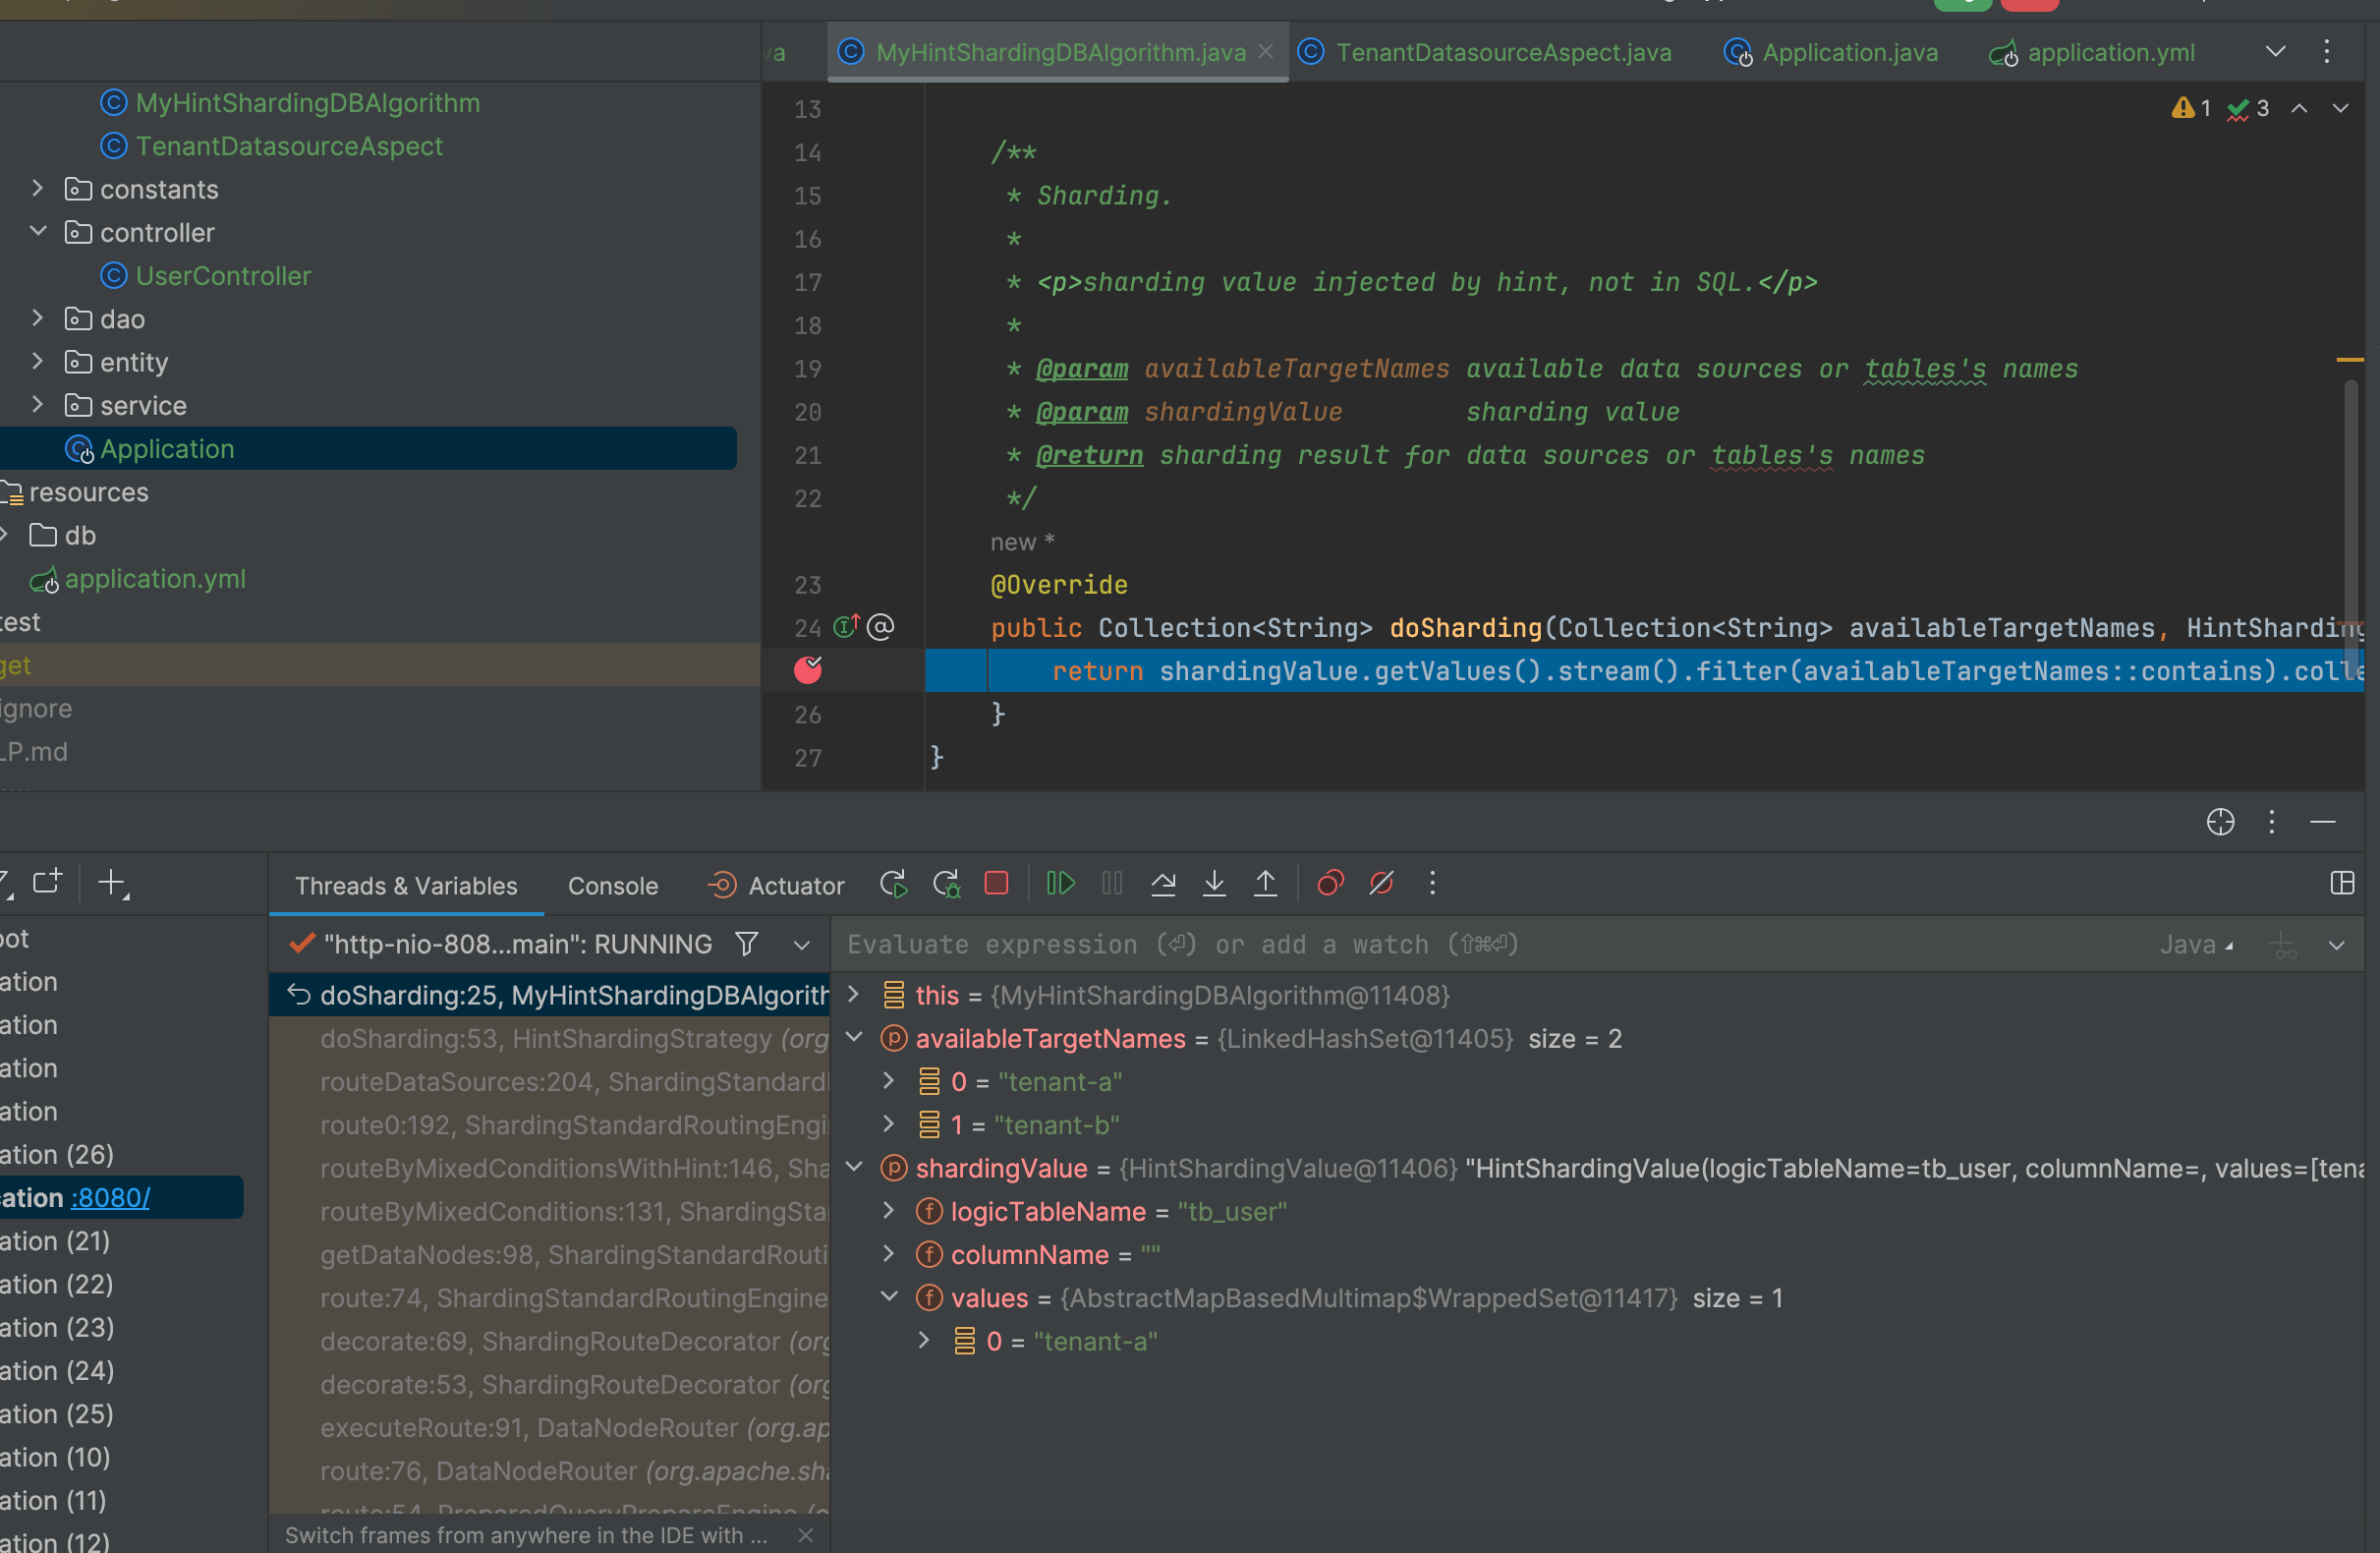 MyHintShardingDBAlgorithm.java
TenantDatasourceAspect.java
Application.java
application.yml
MyHintShardingDBAlgorithm
TenantDatasourceAspect
constants
controller
UserController
dao
entity
service
Application
resources
db
application.yml
test
get
ignore
LP.md
1 3
13
14 /**
15 * Sharding.
16 *
17 * <p>sharding value injected by hint, not in SQL.</p>
18 *
19 * @param availableTargetNames available data sources or tables's names
20 * @param shardingValue sharding value
21 * @return sharding result for data sources or tables's names
22 */
new *
23 @Override
24 public Collection<String> doSharding(Collection<String> availableTargetNames, HintSharding
return shardingValue.getValues().stream().filter(availableTargetNames::contains).colle
26 }
27 }
Threads & Variables
Console
Actuator
oot
ation
ation
ation
ation
ation (26)
cation :8080/
ation (21)
ation (22)
ation (23)
ation (24)
ation (25)
ation (10)
ation (11)
ation (12)
"http-nio-808...main": RUNNING
doSharding:25, MyHintShardingDBAlgorith
doSharding:53, HintShardingStrategy (org
routeDataSources:204, ShardingStandard
route0:192, ShardingStandardRoutingEngi
routeByMixedConditionsWithHint:146, Sha
routeByMixedConditions:131, ShardingSta
getDataNodes:98, ShardingStandardRouti
route:74, ShardingStandardRoutingEngine
decorate:69, ShardingRouteDecorator (org
decorate:53, ShardingRouteDecorator (org
executeRoute:91, DataNodeRouter (org.ap
route:76, DataNodeRouter (org.apache.sha
route:54, PreparedQueryPrepareEngine (o
Switch frames from anywhere in the IDE with ...
Evaluate expression (⏎) or add a watch (⇧⌘⏎)
Java
this = {MyHintShardingDBAlgorithm@11408}
availableTargetNames = {LinkedHashSet@11405} size = 2
0 = "tenant-a"
1 = "tenant-b"
shardingValue = {HintShardingValue@11406} "HintShardingValue(logicTableName=tb_user, columnName=, values=[tena
logicTableName = "tb_user"
columnName = ""
values = {AbstractMapBasedMultimap$WrappedSet@11417} size = 1
0 = "tenant-a"